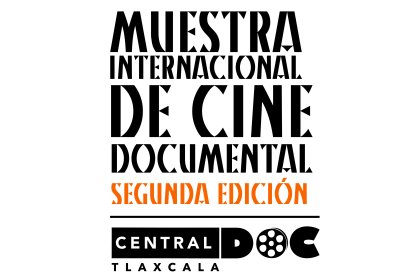 MUESTRA
INTERNACIONAL
DE CINE
DOCUMENTAL
SEGUNDA EDICIÓN
CENTRAL DOC
TLAXCALA